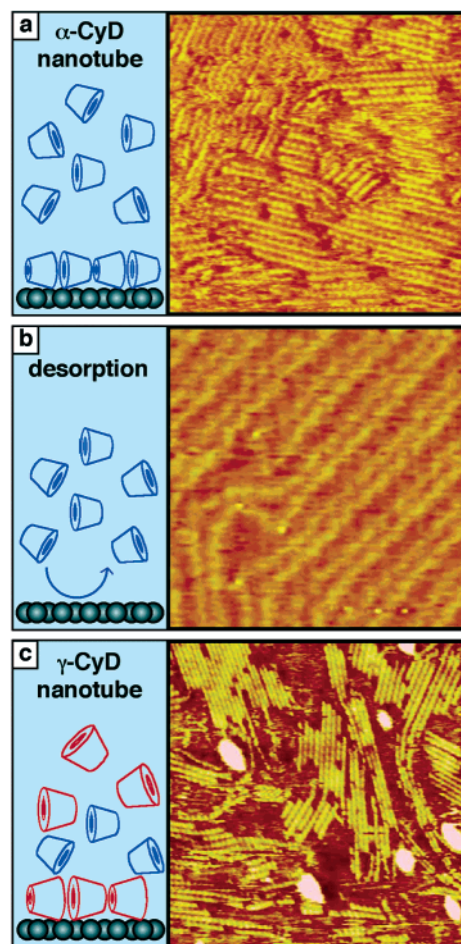 a
α-CyD
nanotube
b
desorption
c
γ-CyD
nanotube